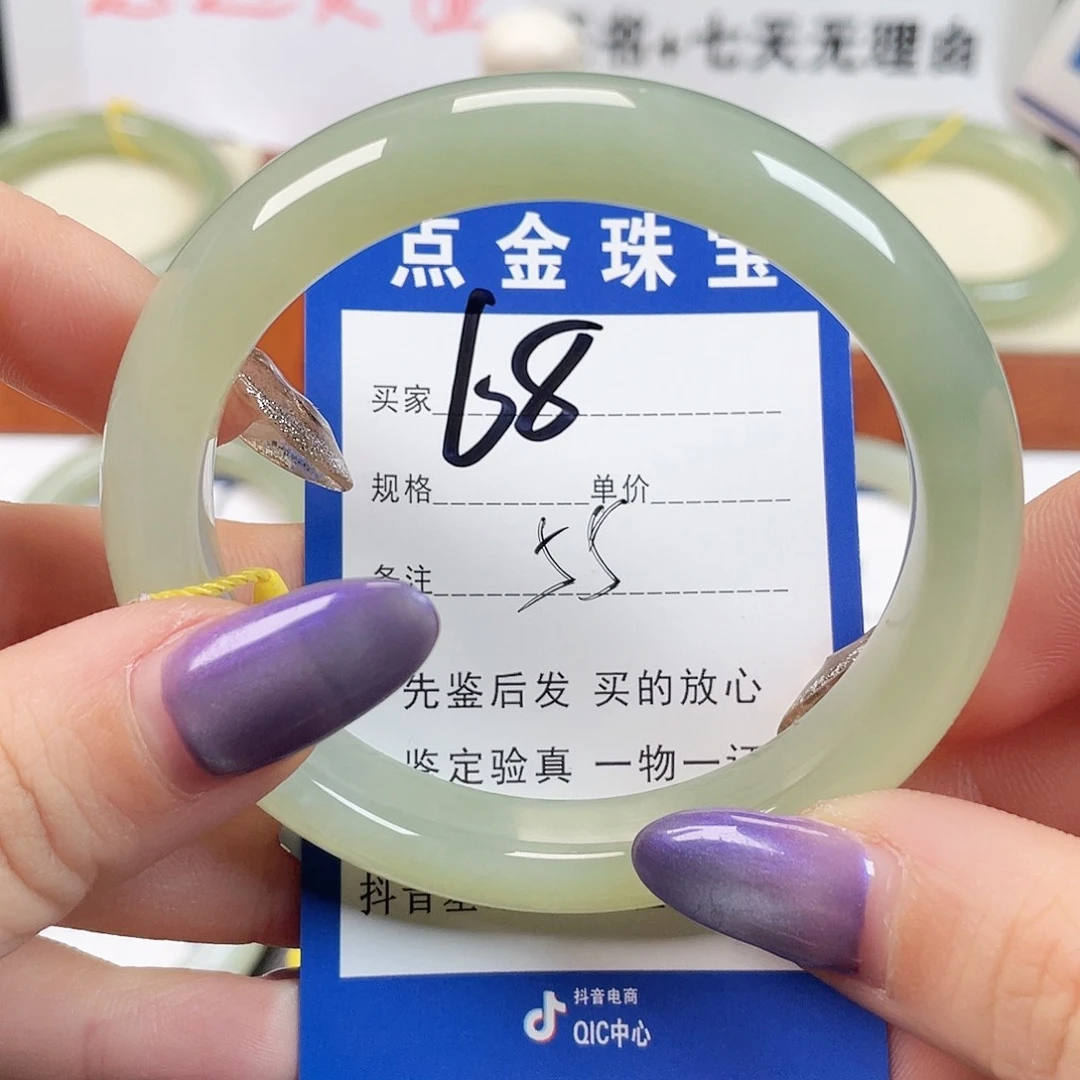 书+七天无理由
点金珠宝
68
买家
规格 单价
55
备注
先鉴后发 买的放心
鉴定验真 一物一证
抖音
抖音电商
QIC中心